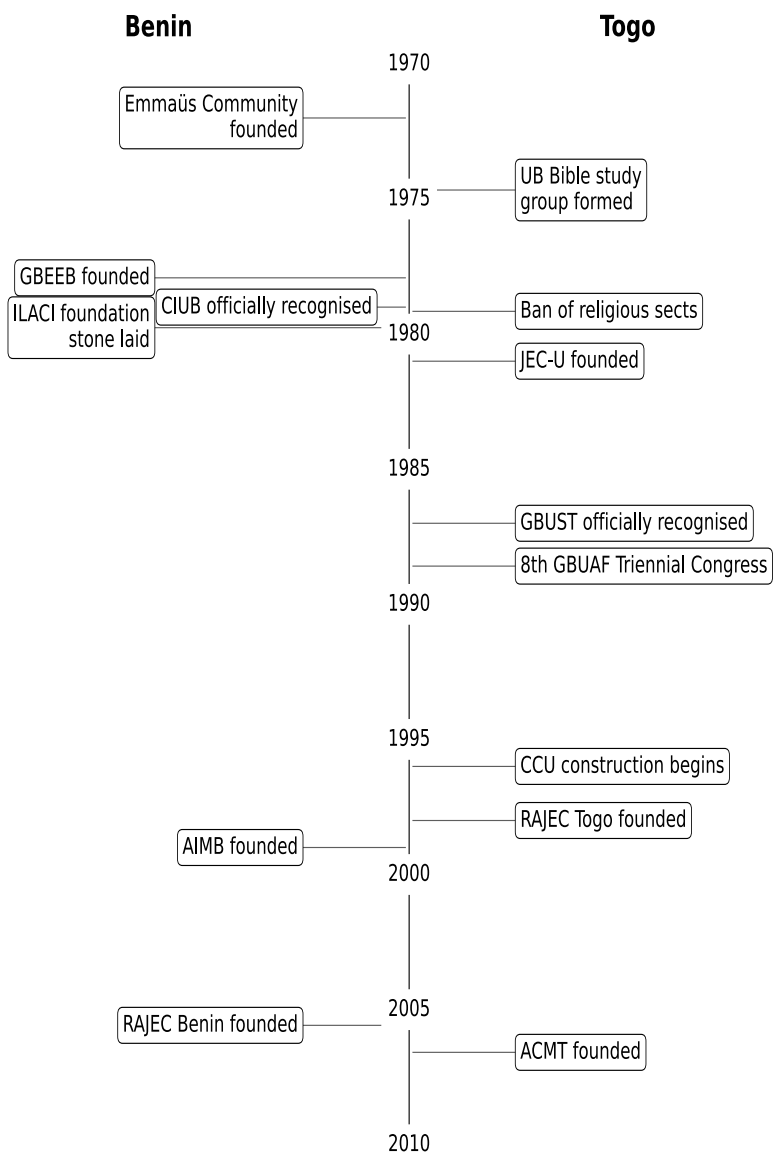 Benin
Togo
1970
Emmaüs Community
founded
UB Bible study
group formed
1975
GBEEB founded
CIUB officially recognised
ILACI foundation
stone laid
Ban of religious sects
1980
JEC-U founded
1985
GBUST officially recognised
8th GBUAF Triennial Congress
1990
1995
CCU construction begins
RAJEC Togo founded
AIMB founded
2000
2005
RAJEC Benin founded
ACMT founded
2010